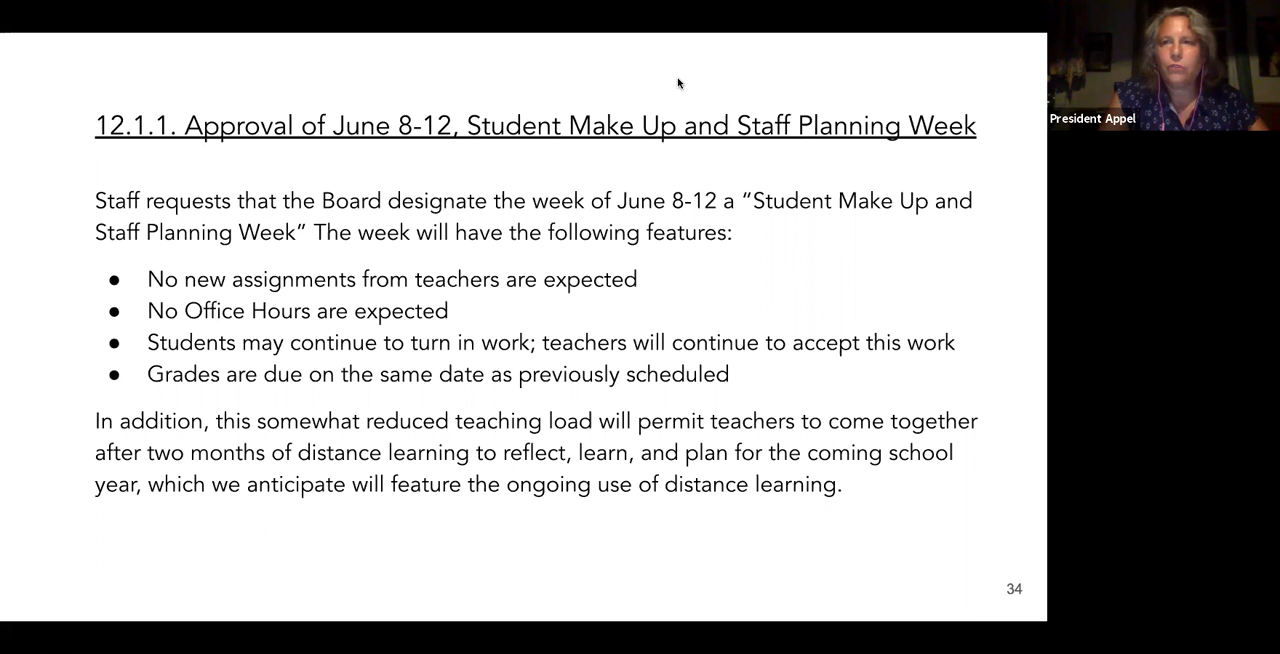 12.1.1. Approval of June 8-12, Student Make Up and Staff Planning Week
President Appel
Staff requests that the Board designate the week of June 8-12 a “Student Make Up and
Staff Planning Week” The week will have the following features:
● No new assignments from teachers are expected
● No Office Hours are expected
● Students may continue to turn in work; teachers will continue to accept this work
● Grades are due on the same date as previously scheduled
In addition, this somewhat reduced teaching load will permit teachers to come together
after two months of distance learning to reflect, learn, and plan for the coming school
year, which we anticipate will feature the ongoing use of distance learning.
34